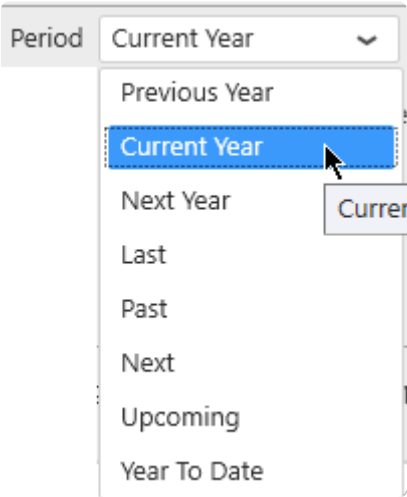 Period Current Year
Previous Year
Current Year
Next Year
Last
Past
Next
Upcoming
Year To Date